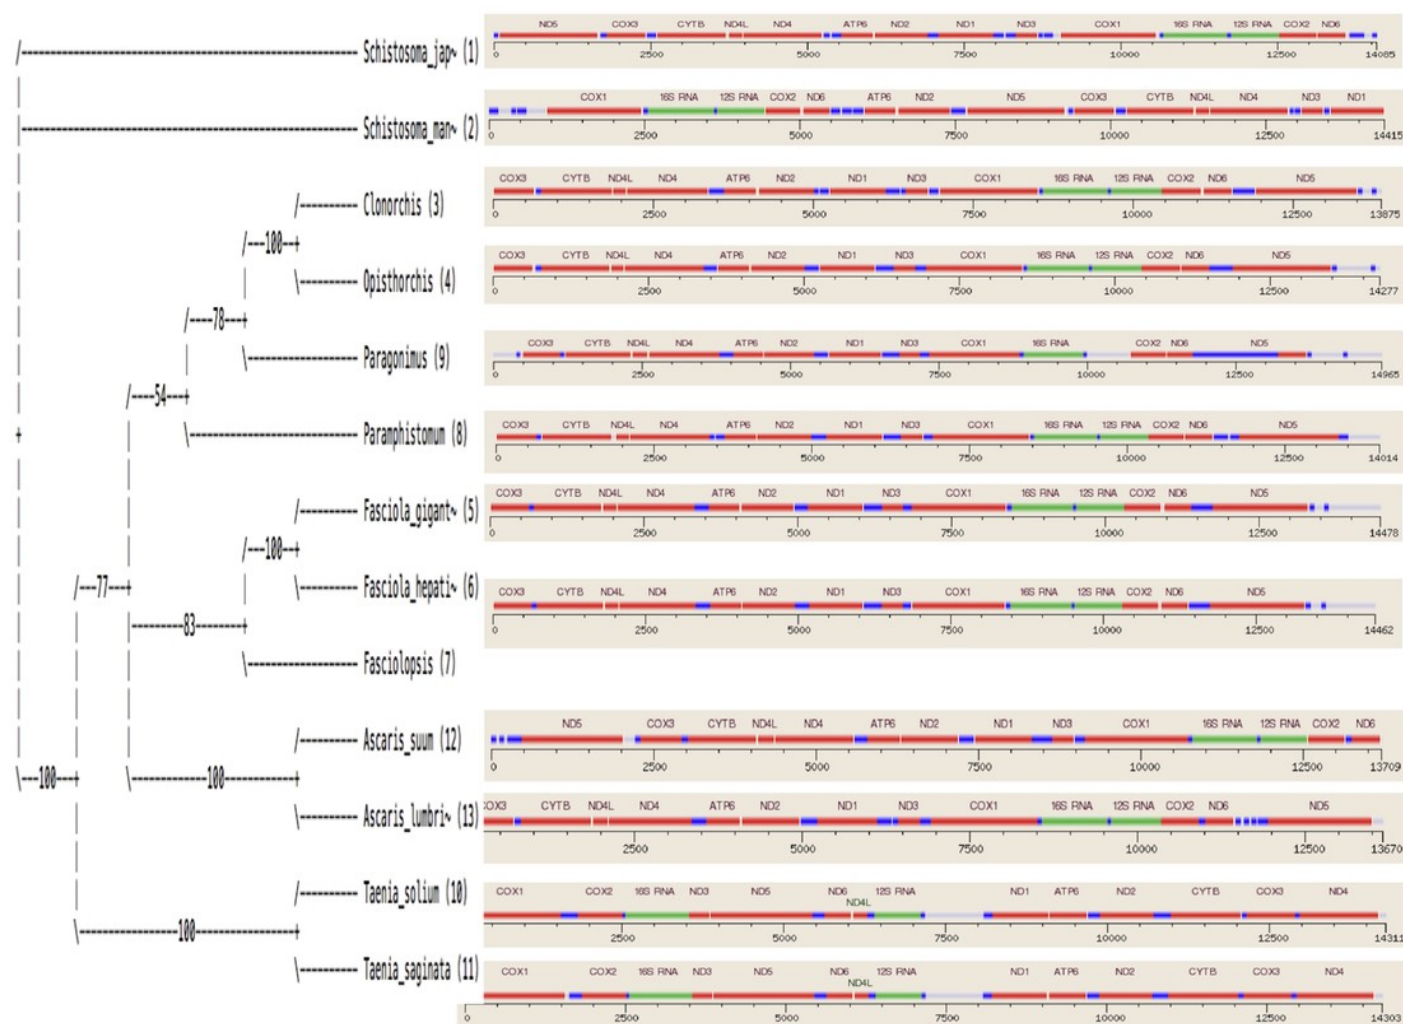 ND5 COX3 CYTB ND4L ND4 ATP6 ND2 ND1 ND3 COX1 16S RNA 12S RNA COX2 ND6
Schistosoma_jap~ (1)
0 2500 5000 7500 10000 12500 14085
COX1 16S RNA 12S RNA COX2 ND6 ATP6 ND2 ND5 COX3 CYTB ND4L ND4 ND3 ND1
Schistosoma_man~ (2)
0 2500 5000 7500 10000 12500 14415
COX3 CYTB ND4L ND4 ATP6 ND2 ND1 ND3 COX1 16S RNA 12S RNA COX2 ND6 ND5
Clonorchis (3)
0 2500 5000 7500 10000 12500 13875
100
COX3 CYTB ND4L ND4 ATP6 ND2 ND1 ND3 COX1 16S RNA 12S RNA COX2 ND6 ND5
Opisthorchis (4)
0 2500 5000 7500 10000 12500 14277
78
COX3 CYTB ND4L ND4 ATP6 ND2 ND1 ND3 COX1 16S RNA COX2 ND6 ND5
Paragonimus (9)
0 2500 5000 7500 10000 12500 14965
54
COX3 CYTB ND4L ND4 ATP6 ND2 ND1 ND3 COX1 16S RNA 12S RNA COX2 ND6 ND5
Paramphistomum (8)
0 2500 5000 7500 10000 12500 14014
COX3 CYTB ND4L ND4 ATP6 ND2 ND1 ND3 COX1 16S RNA 12S RNA COX2 ND6 ND5
Fasciola_gigant~ (5)
0 2500 5000 7500 10000 12500 14478
100
COX3 CYTB ND4L ND4 ATP6 ND2 ND1 ND3 COX1 16S RNA 12S RNA COX2 ND6 ND5
77
Fasciola_hepati~ (6)
0 2500 5000 7500 10000 12500 14462
83
Fasciolopsis (7)
ND5 COX3 CYTB ND4L ND4 ATP6 ND2 ND1 ND3 COX1 16S RNA 12S RNA COX2 ND6
Ascaris_suum (12)
0 2500 5000 7500 10000 12500 13709
100 100
OX3 CYTB ND4L ND4 ATP6 ND2 ND1 ND3 COX1 16S RNA 12S RNA COX2 ND6 ND5
Ascaris_lumbri~ (13)
2500 5000 7500 10000 12500 13670
COX1 COX2 16S RNA ND3 ND5 ND6 12S RNA ND1 ATP6 ND2 CYTB COX3 ND4
Taenia_solium (10)
ND4L
2500 5000 7500 10000 12500 14311
100
COX1 COX2 16S RNA ND3 ND5 ND6 12S RNA ND1 ATP6 ND2 CYTB COX3 ND4
Taenia_saginata (11)
ND4L
0 2500 5000 7500 10000 12500 14303